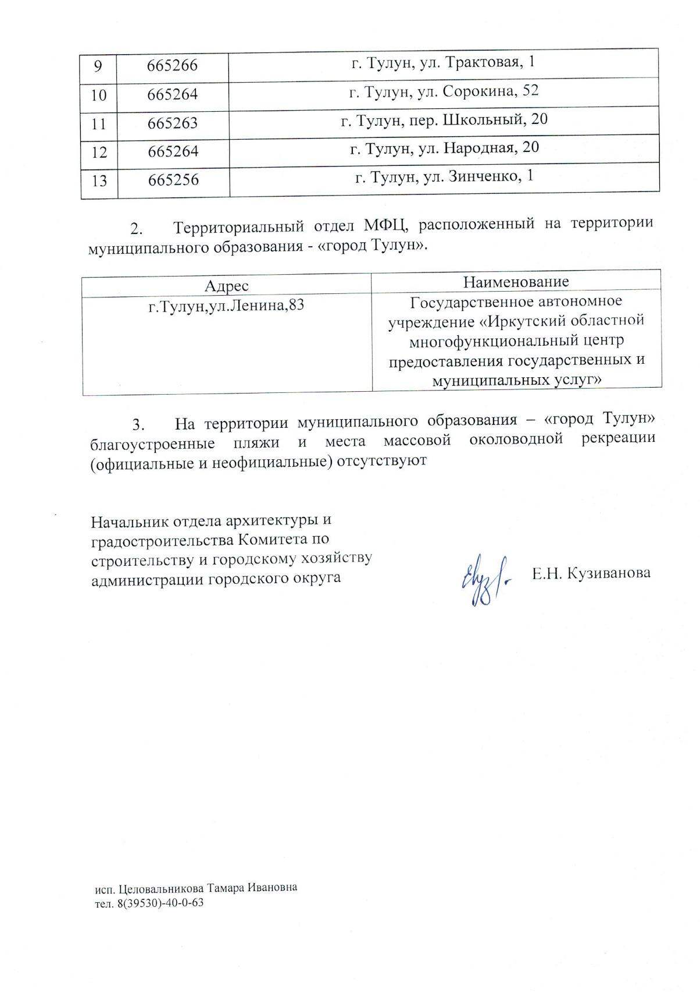 9 665266 г. Тулун, ул. Трактовая, 1
10 665264 г. Тулун, ул. Сорокина, 52
11 665263 г. Тулун, пер. Школьный, 20
12 665264 г. Тулун, ул. Народная, 20
13 665256 г. Тулун, ул. Зинченко, 1
2. Территориальный отдел МФЦ, расположенный на территории
муниципального образования - «город Тулун».
Адрес Наименование
г.Тулун,ул.Ленина,83 Государственное автономное
учреждение «Иркутский областной
многофункциональный центр
предоставления государственных и
муниципальных услуг»
3. На территории муниципального образования – «город Тулун»
благоустроенные пляжи и места массовой околоводной рекреации
(официальные и неофициальные) отсутствуют
Начальник отдела архитектуры и
градостроительства Комитета по
строительству и городскому хозяйству
администрации городского округа Е.Н. Кузиванова
исп. Целовальникова Тамара Ивановна
тел. 8(39530)-40-0-63